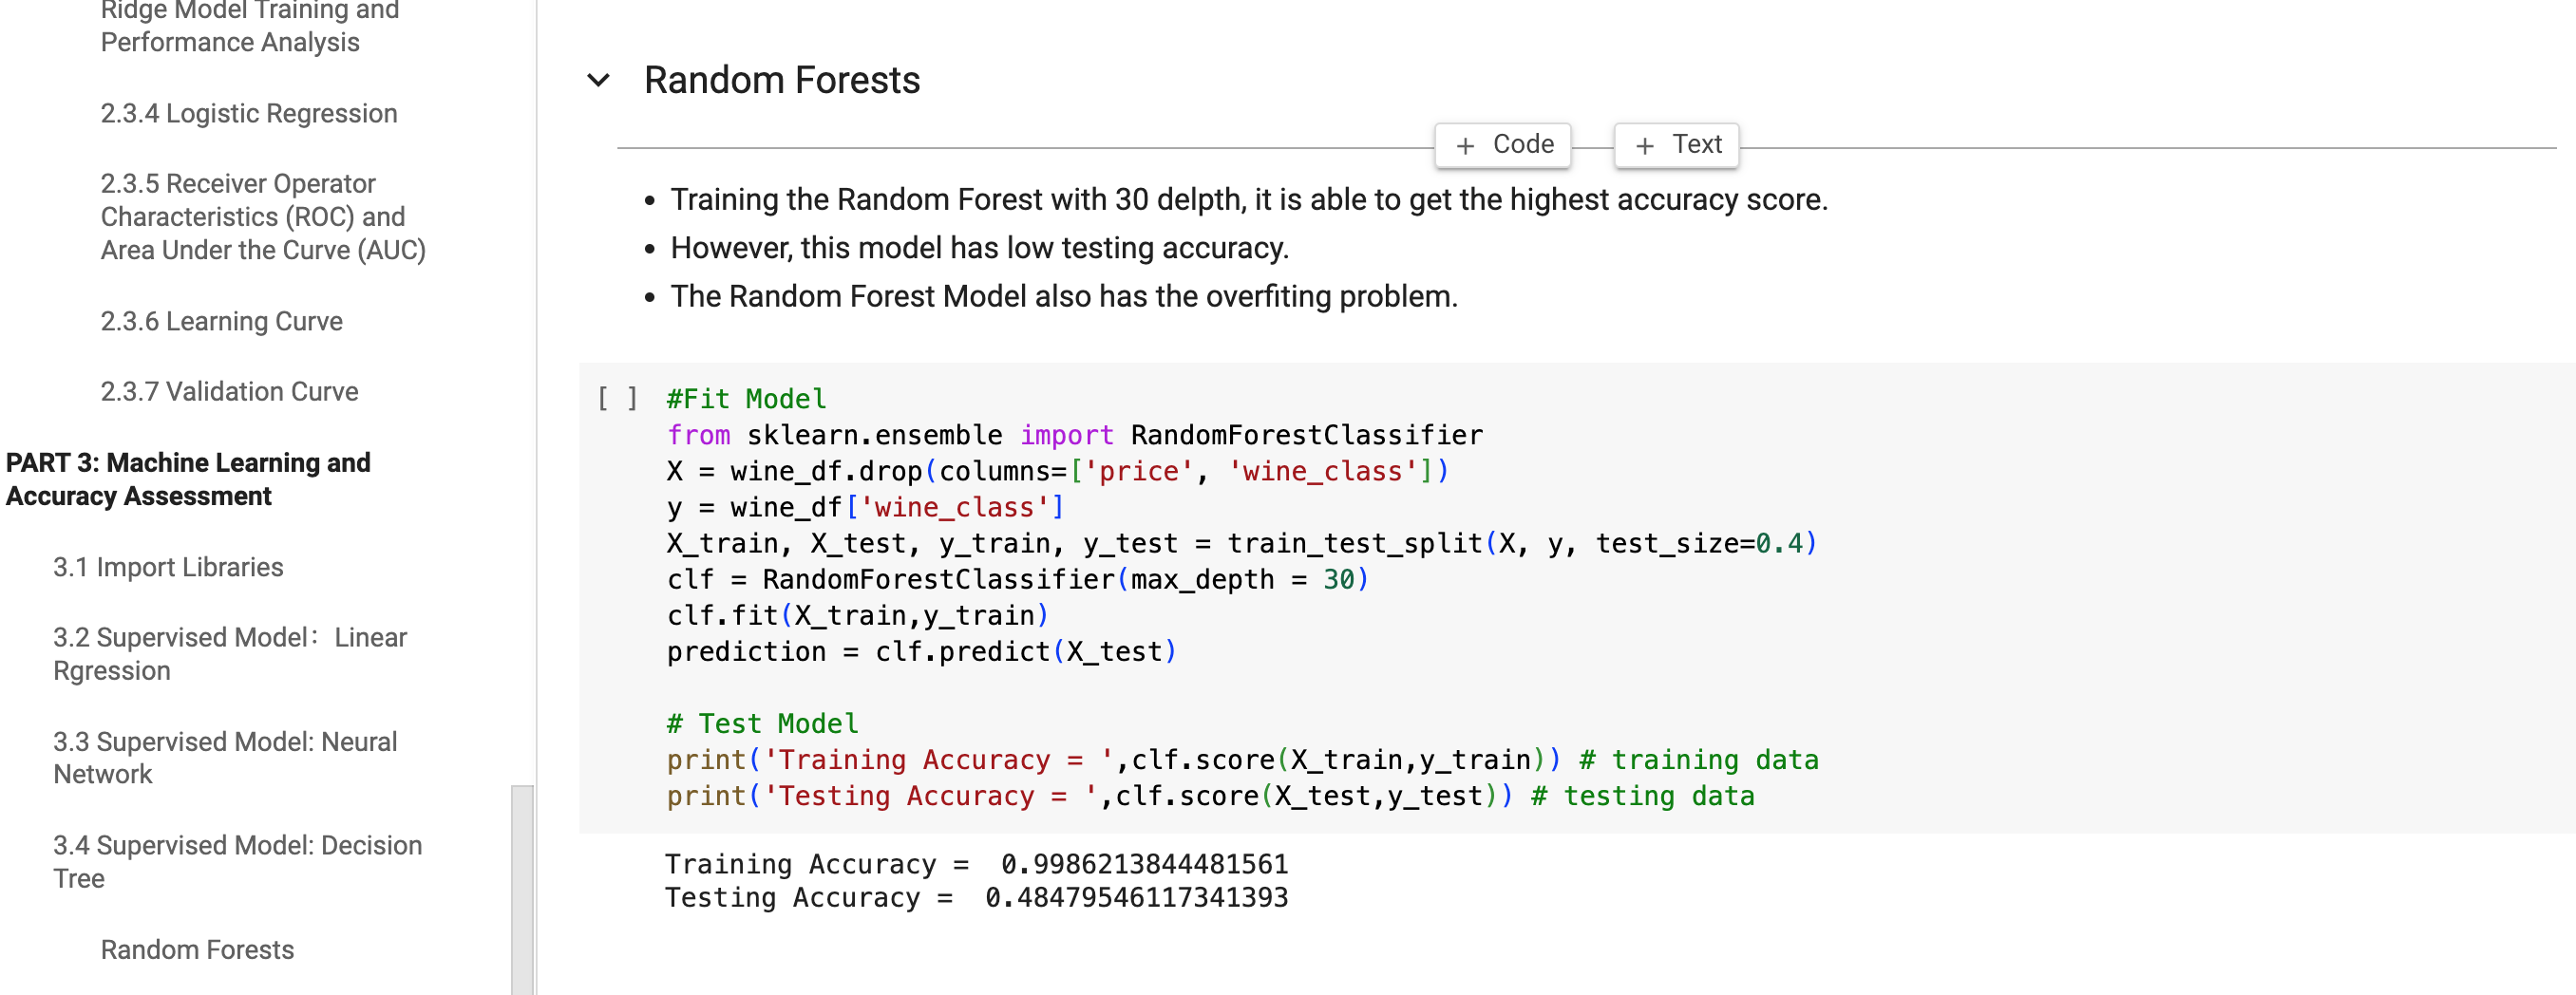 Ridge Model Training and
Performance Analysis
2.3.4 Logistic Regression
2.3.5 Receiver Operator
Characteristics (ROC) and
Area Under the Curve (AUC)
2.3.6 Learning Curve
2.3.7 Validation Curve
PART 3: Machine Learning and
Accuracy Assessment
3.1 Import Libraries
3.2 Supervised Model： Linear
Rgression
3.3 Supervised Model: Neural
Network
3.4 Supervised Model: Decision
Tree
Random Forests
Random Forests
+ Code + Text
• Training the Random Forest with 30 delpth, it is able to get the highest accuracy score.
• However, this model has low testing accuracy.
• The Random Forest Model also has the overfiting problem.
[ ] #Fit Model
from sklearn.ensemble import RandomForestClassifier
X = wine_df.drop(columns=['price', 'wine_class'])
y = wine_df['wine_class']
X_train, X_test, y_train, y_test = train_test_split(X, y, test_size=0.4)
clf = RandomForestClassifier(max_depth = 30)
clf.fit(X_train,y_train)
prediction = clf.predict(X_test)
# Test Model
print('Training Accuracy = ',clf.score(X_train,y_train)) # training data
print('Testing Accuracy = ',clf.score(X_test,y_test)) # testing data
Training Accuracy =  0.9986213844481561
Testing Accuracy =  0.48479546117341393